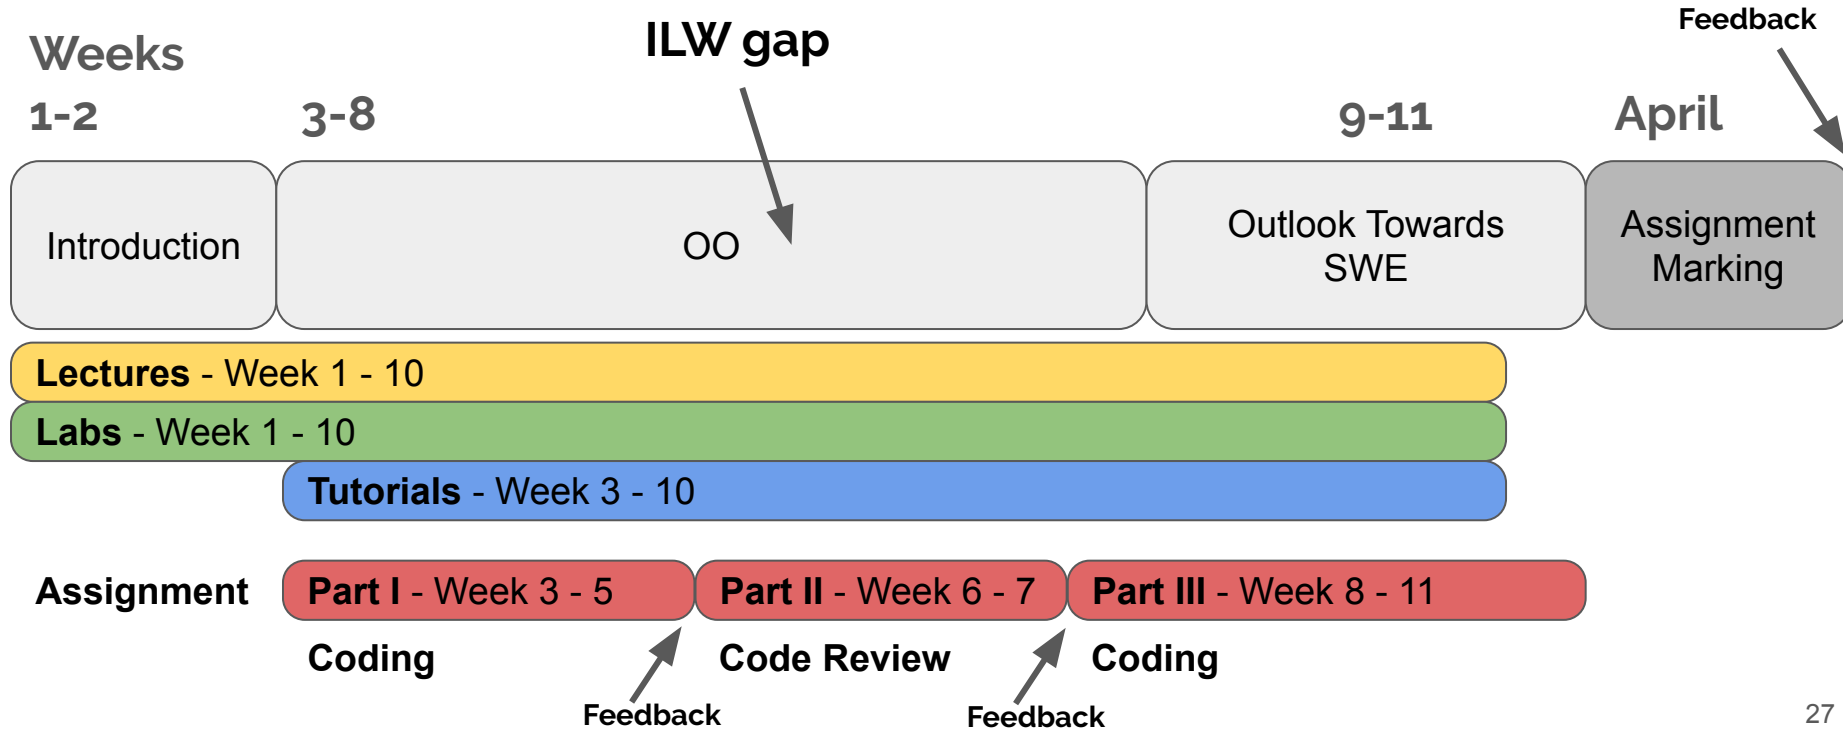 Weeks
ILW gap
Feedback
1-2
3-8
9-11
April
Introduction
OO
Outlook Towards
SWE
Assignment
Marking
Lectures - Week 1 - 10
Labs - Week 1 - 10
Tutorials - Week 3 - 10
Assignment
Part I - Week 3 - 5
Part II - Week 6 - 7
Part III - Week 8 - 11
Coding
Code Review
Coding
Feedback
Feedback
27